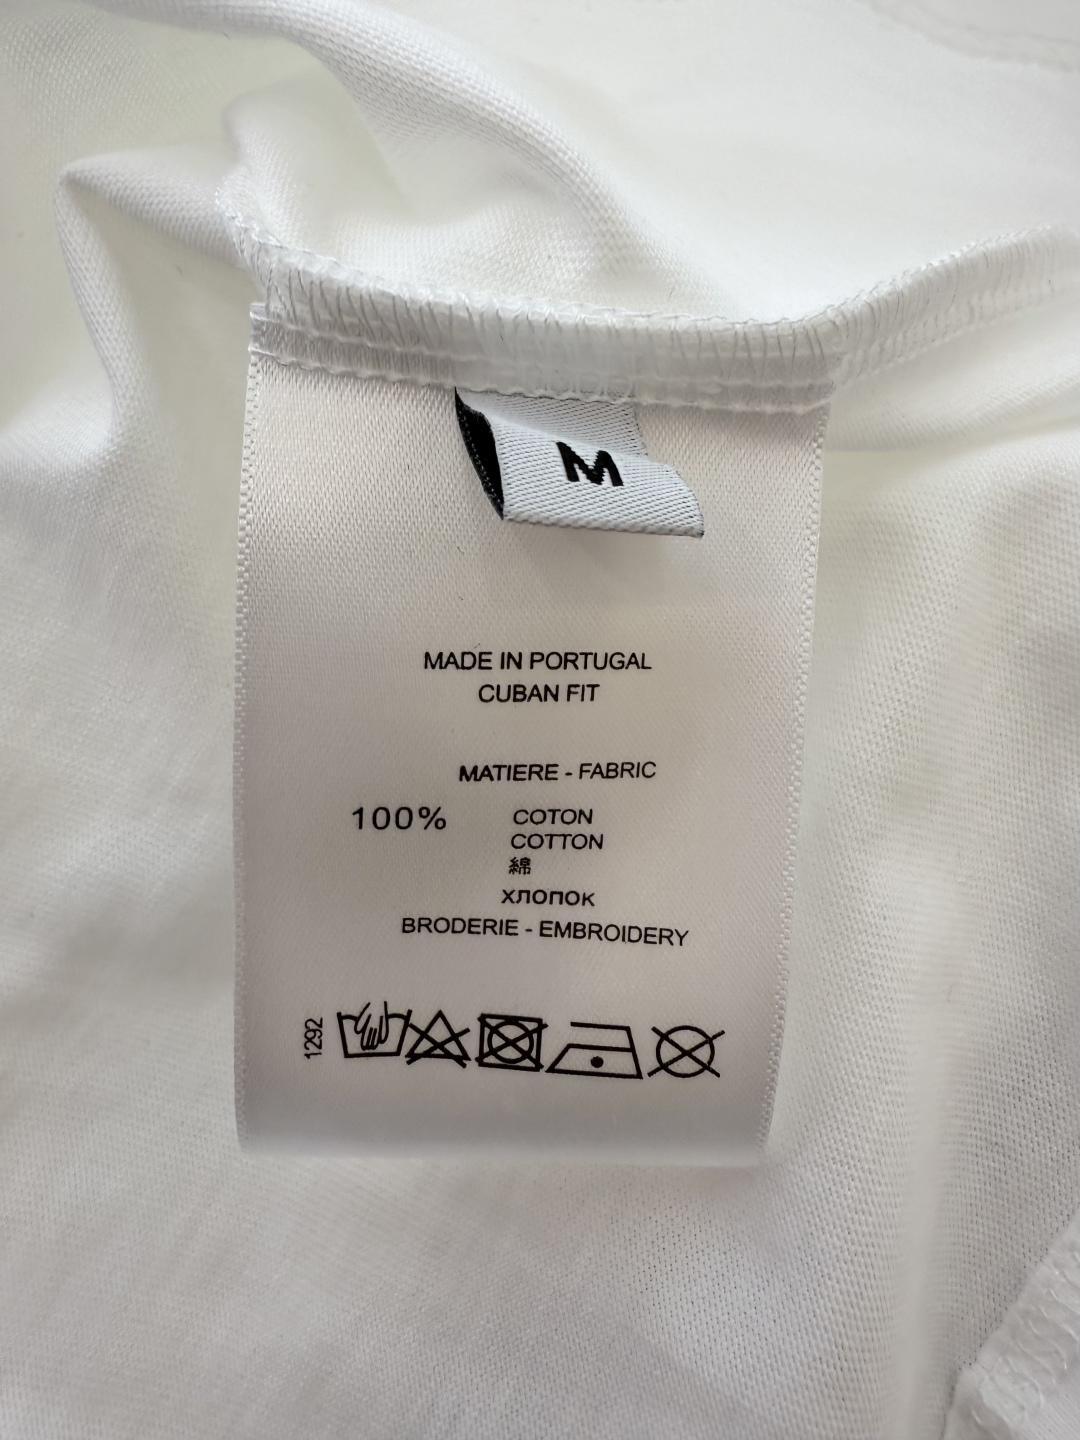 M
MADE IN PORTUGAL
CUBAN FIT
MATIERE - FABRIC
100% COTON
COTTON
綿
ХЛОПОК
BRODERIE - EMBROIDERY
1292